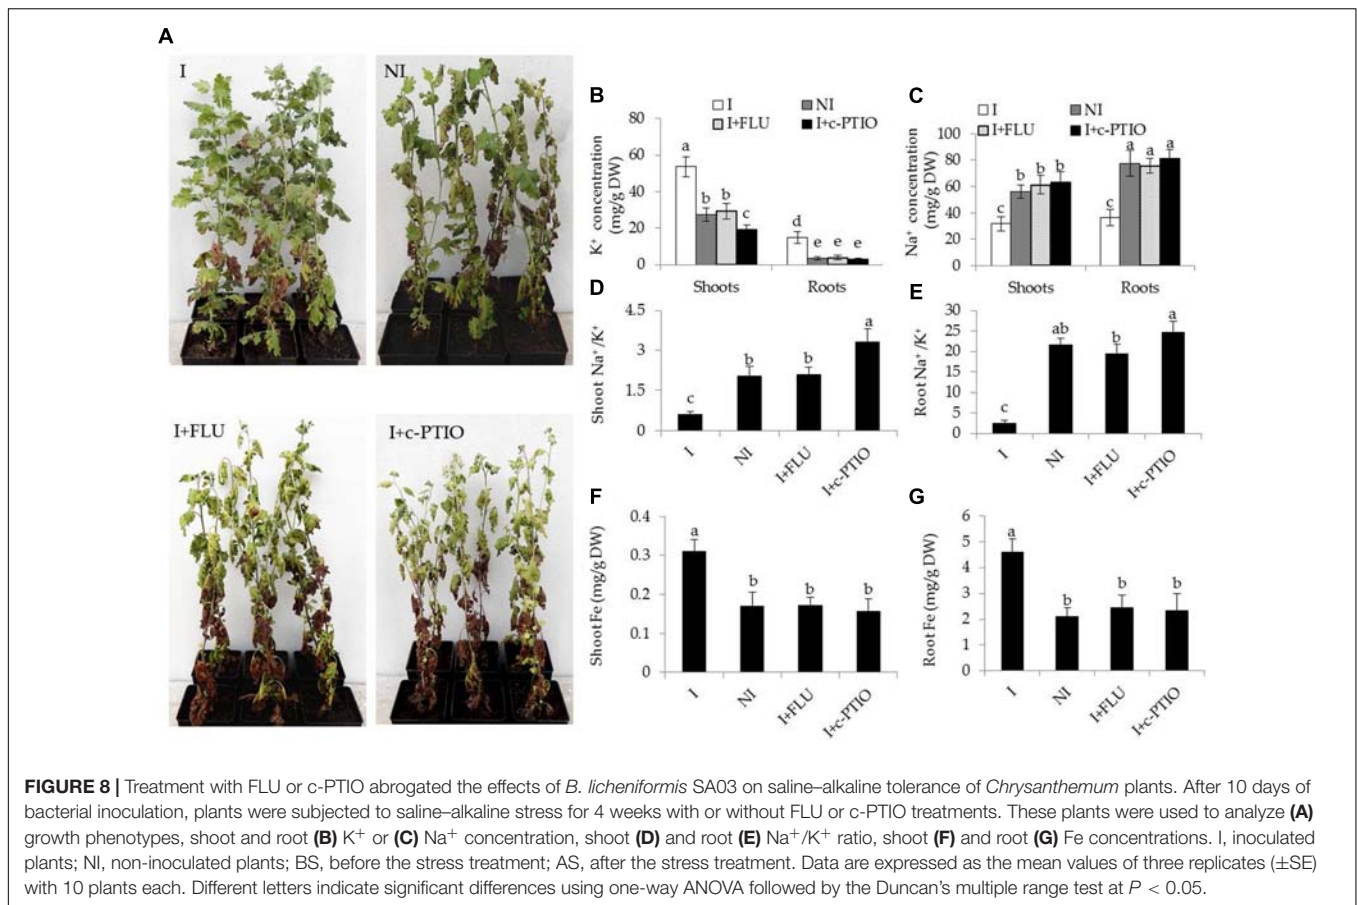 A
I
NI
I+FLU
I+c-PTIO
B
I
NI
I+FLU
I+c-PTIO
K⁺ concentration
(mg/g DW)
80
60
40
20
0
a
b
b
c
d
e
e
e
Shoots
Roots
C
I
NI
I+FLU
I+c-PTIO
Na⁺ concentration
(mg/g DW)
100
80
60
40
20
0
c
b
b
b
c
a
a
a
Shoots
Roots
D
Shoot Na⁺/K⁺
4.5
3
1.5
0
c
b
b
a
I
NI
I+FLU
I+c-PTIO
E
Root Na⁺/K⁺
30
25
20
15
10
5
0
c
ab
b
a
I
NI
I+FLU
I+c-PTIO
F
Shoot Fe (mg/g DW)
0.4
0.3
0.2
0.1
0
a
b
b
b
I
NI
I+FLU
I+c-PTIO
G
Root Fe (mg/g DW)
6
5
4
3
2
1
0
a
b
b
b
I
NI
I+FLU
I+c-PTIO
FIGURE 8 | Treatment with FLU or c-PTIO abrogated the effects of B. licheniformis SA03 on saline–alkaline tolerance of Chrysanthemum plants. After 10 days of
bacterial inoculation, plants were subjected to saline–alkaline stress for 4 weeks with or without FLU or c-PTIO treatments. These plants were used to analyze (A)
growth phenotypes, shoot and root (B) K⁺ or (C) Na⁺ concentration, shoot (D) and root (E) Na⁺/K⁺ ratio, shoot (F) and root (G) Fe concentrations. I, inoculated
plants; NI, non-inoculated plants; BS, before the stress treatment; AS, after the stress treatment. Data are expressed as the mean values of three replicates (±SE)
with 10 plants each. Different letters indicate significant differences using one-way ANOVA followed by the Duncan's multiple range test at P < 0.05.